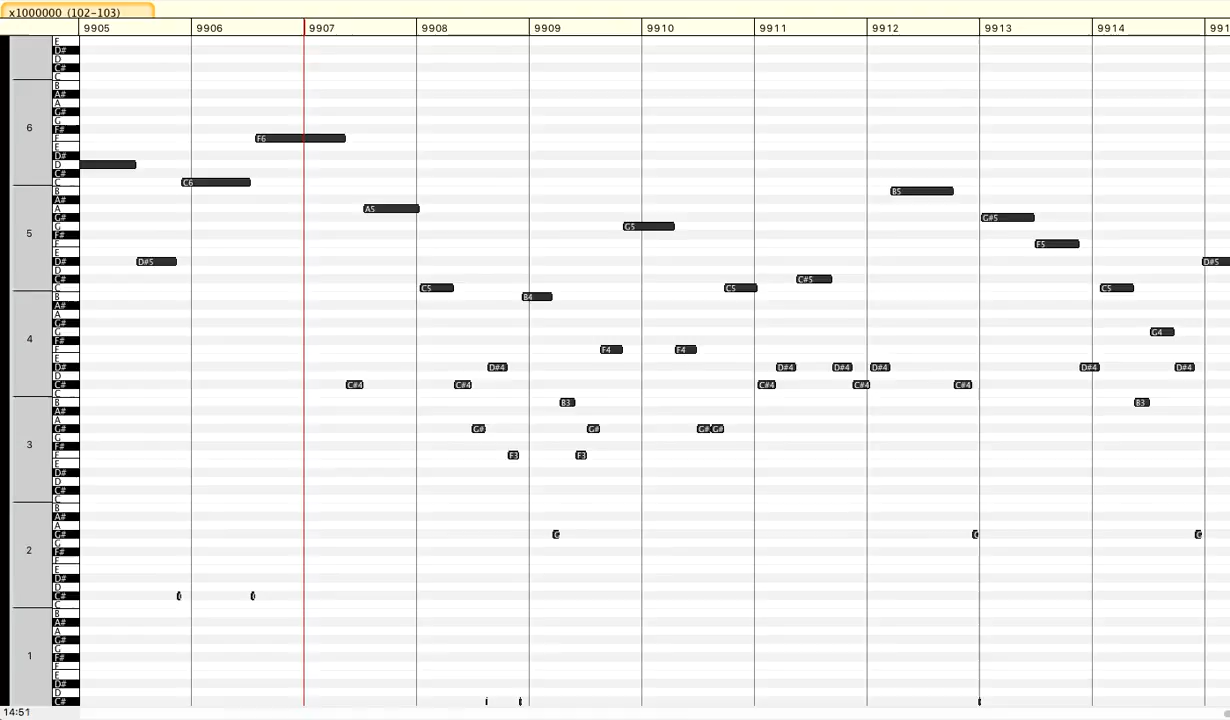 x1000000 (102-103)
9905 9906 9907 9908 9909 9910 9911 9912 9913 9914 991
E
D#
D
C#
C
B
A#
A
G#
G
6
F#
F F6
E
D#
D
C#
C C6
B B5
A#
A A5
G# G#5
G G5
5
F#
F F5
E
D# D#5 D#5
D
C# C#5
C C5 C5 C5
B B4
A#
A
G#
G G4
4
F#
F F4 F4
E
D# D#4 D#4 D#4 D#4 D#4 D#4
D
C# C#4 C#4 C#4 C#4 C#4
C
B B3 B3
A#
A
G# G# G# G# G#
G
3
F#
F F3 F3
E
D#
D
C#
C
B
A#
A
G#
G
2
F#
F
E
D#
D
C#
C
B
A#
A
G#
G
1
F#
F
E
D#
D
C#
14:51